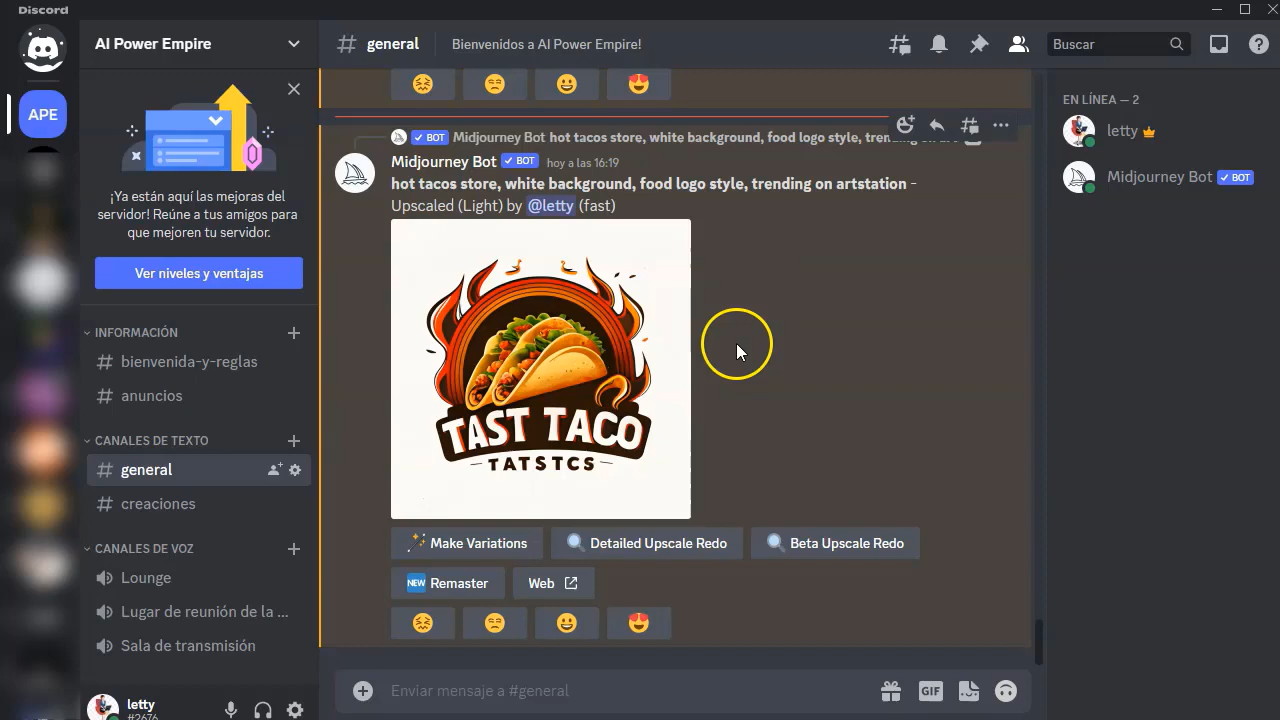 Discord
AI Power Empire
general
Bienvenidos a AI Power Empire!
Buscar
APE
¡Ya están aquí las mejoras del
servidor! Reúne a tus amigos para
que mejoren tu servidor.
Ver niveles y ventajas
INFORMACIÓN
# bienvenida-y-reglas
# anuncios
CANALES DE TEXTO
# general
# creaciones
CANALES DE VOZ
Lounge
Lugar de reunión de la ...
Sala de transmisión
letty
#2676
BOT Midjourney Bot hot tacos store, white background, food logo style,
Midjourney Bot BOT hoy a las 16:19
hot tacos store, white background, food logo style, trending on artstation -
Upscaled (Light) by @letty (fast)
TAST TACO
TATSTCS
Make Variations
Detailed Upscale Redo
Beta Upscale Redo
NEW Remaster
Web
Enviar mensaje a #general
GIF
EN LÍNEA — 2
letty
Midjourney Bot BOT